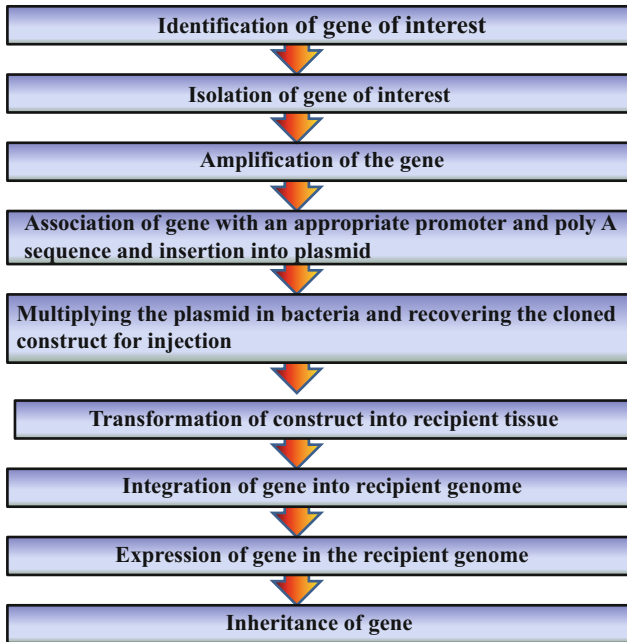 Identification of gene of interest
Isolation of gene of interest
Amplification of the gene
Association of gene with an appropriate promoter and poly A
sequence and insertion into plasmid
Multiplying the plasmid in bacteria and recovering the cloned
construct for injection
Transformation of construct into recipient tissue
Integration of gene into recipient genome
Expression of gene in the recipient genome
Inheritance of gene